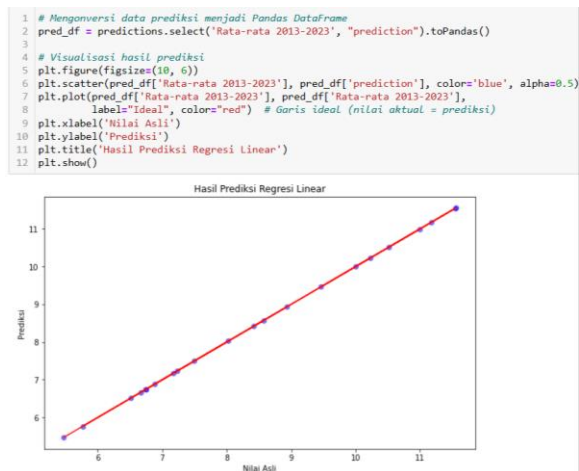 1 # Mengonversi data prediksi menjadi Pandas DataFrame
2 pred_df = predictions.select('Rata-rata 2013-2023', "prediction").toPandas()
3
4 # Visualisasi hasil prediksi
5 plt.figure(figsize=(10, 6))
6 plt.scatter(pred_df['Rata-rata 2013-2023'], pred_df['prediction'], color='blue', alpha=0.5)
7 plt.plot(pred_df['Rata-rata 2013-2023'], pred_df['Rata-rata 2013-2023'],
8 label="Ideal", color="red") # Garis ideal (nilai aktual = prediksi)
9 plt.xlabel('Nilai Asli')
10 plt.ylabel('Prediksi')
11 plt.title('Hasil Prediksi Regresi Linear')
12 plt.show()
Hasil Prediksi Regresi Linear
11
10
9
8
7
6
Prediksi
6 7 8 9 10 11
Nilai Asli